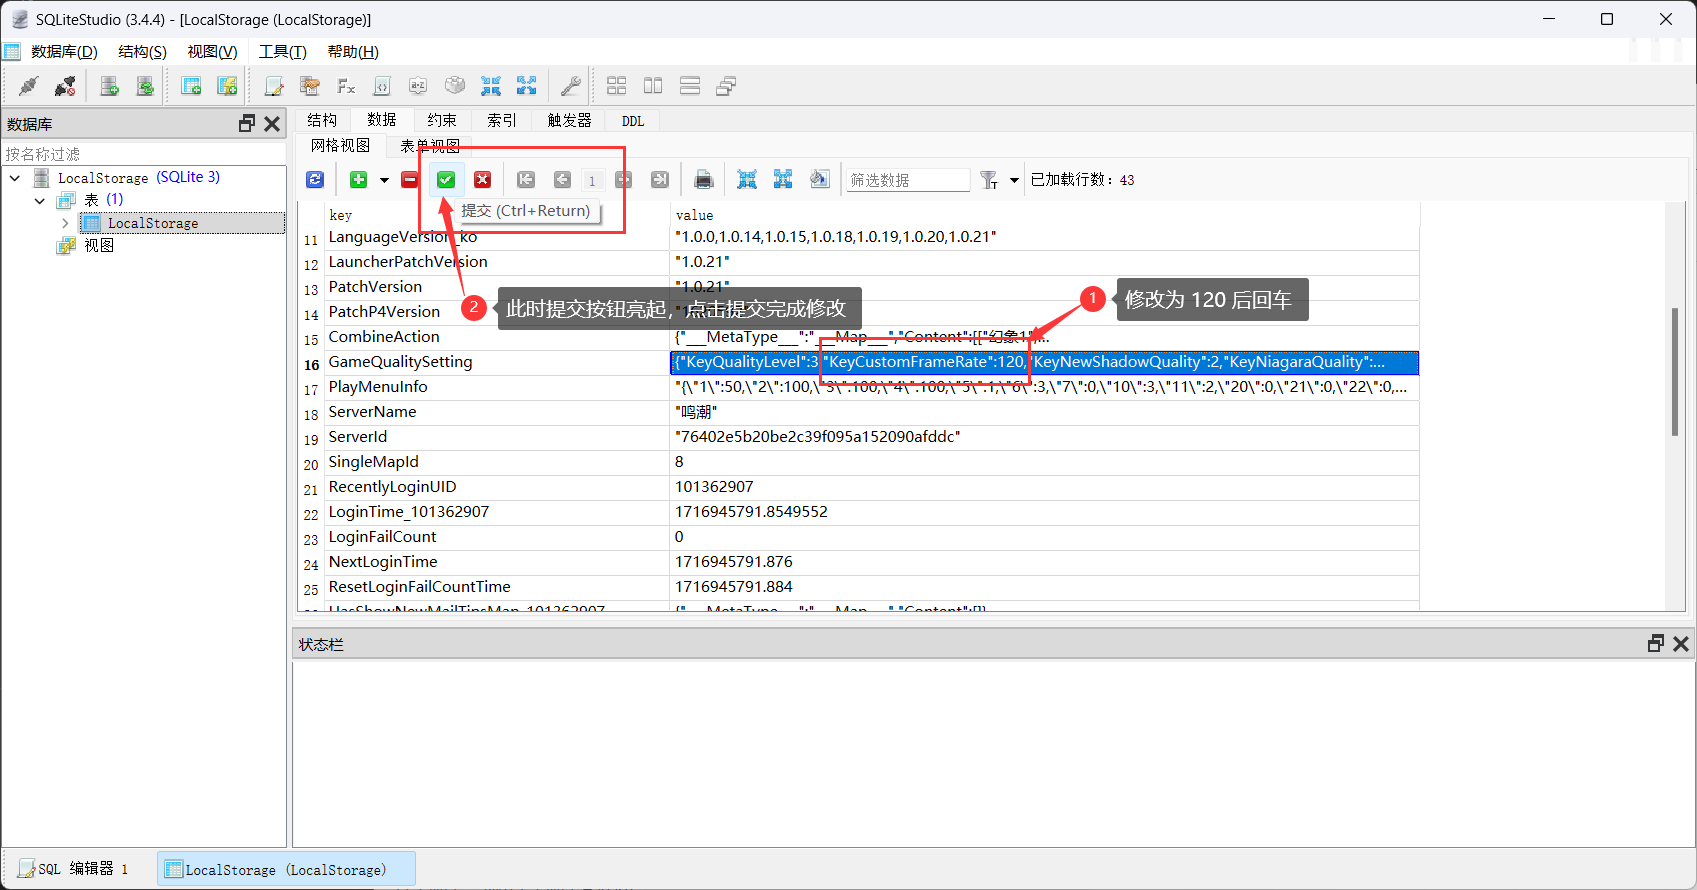 SQLiteStudio (3.4.4) - [LocalStorage (LocalStorage)]
数据库(D) 结构(S) 视图(V) 工具(T) 帮助(H)
数据库
按名称过滤
LocalStorage (SQLite 3)
表 (1)
LocalStorage
视图
结构 数据 约束 索引 触发器 DDL
网格视图 表单视图
1 筛选数据 已加载行数：43
提交 (Ctrl+Return)
key value
11 LanguageVersion_ko "1.0.0,1.0.14,1.0.15,1.0.18,1.0.19,1.0.20,1.0.21"
12 LauncherPatchVersion "1.0.21"
13 PatchVersion "1.0.21"
14 PatchP4Version
2 此时提交按钮亮起，点击提交完成修改
1 修改为 120 后回车
15 CombineAction {"___MetaType___":"___Map___","Content":[["幻象1",...
16 GameQualitySetting {"KeyQualityLevel":3,"KeyCustomFrameRate":120,"KeyNewShadowQuality":2,"KeyNiagaraQuality":...
17 PlayMenuInfo "{\"1\":50,\"2\":100,\"3\":100,\"4\":100,\"5\":1,\"6\":3,\"7\":0,\"10\":3,\"11\":2,\"20\":0,\"21\":0,\"22\":0,...
18 ServerName "鸣潮"
19 ServerId "76402e5b20be2c39f095a152090afddc"
20 SingleMapId 8
21 RecentlyLoginUID 101362907
22 LoginTime_101362907 1716945791.8549552
23 LoginFailCount 0
24 NextLoginTime 1716945791.876
25 ResetLoginFailCountTime 1716945791.884
HasShowNewMailTipsMap_101362907 {"___MetaType___":"___Map___","Content":[]}
状态栏
SQL 编辑器 1 LocalStorage (LocalStorage)